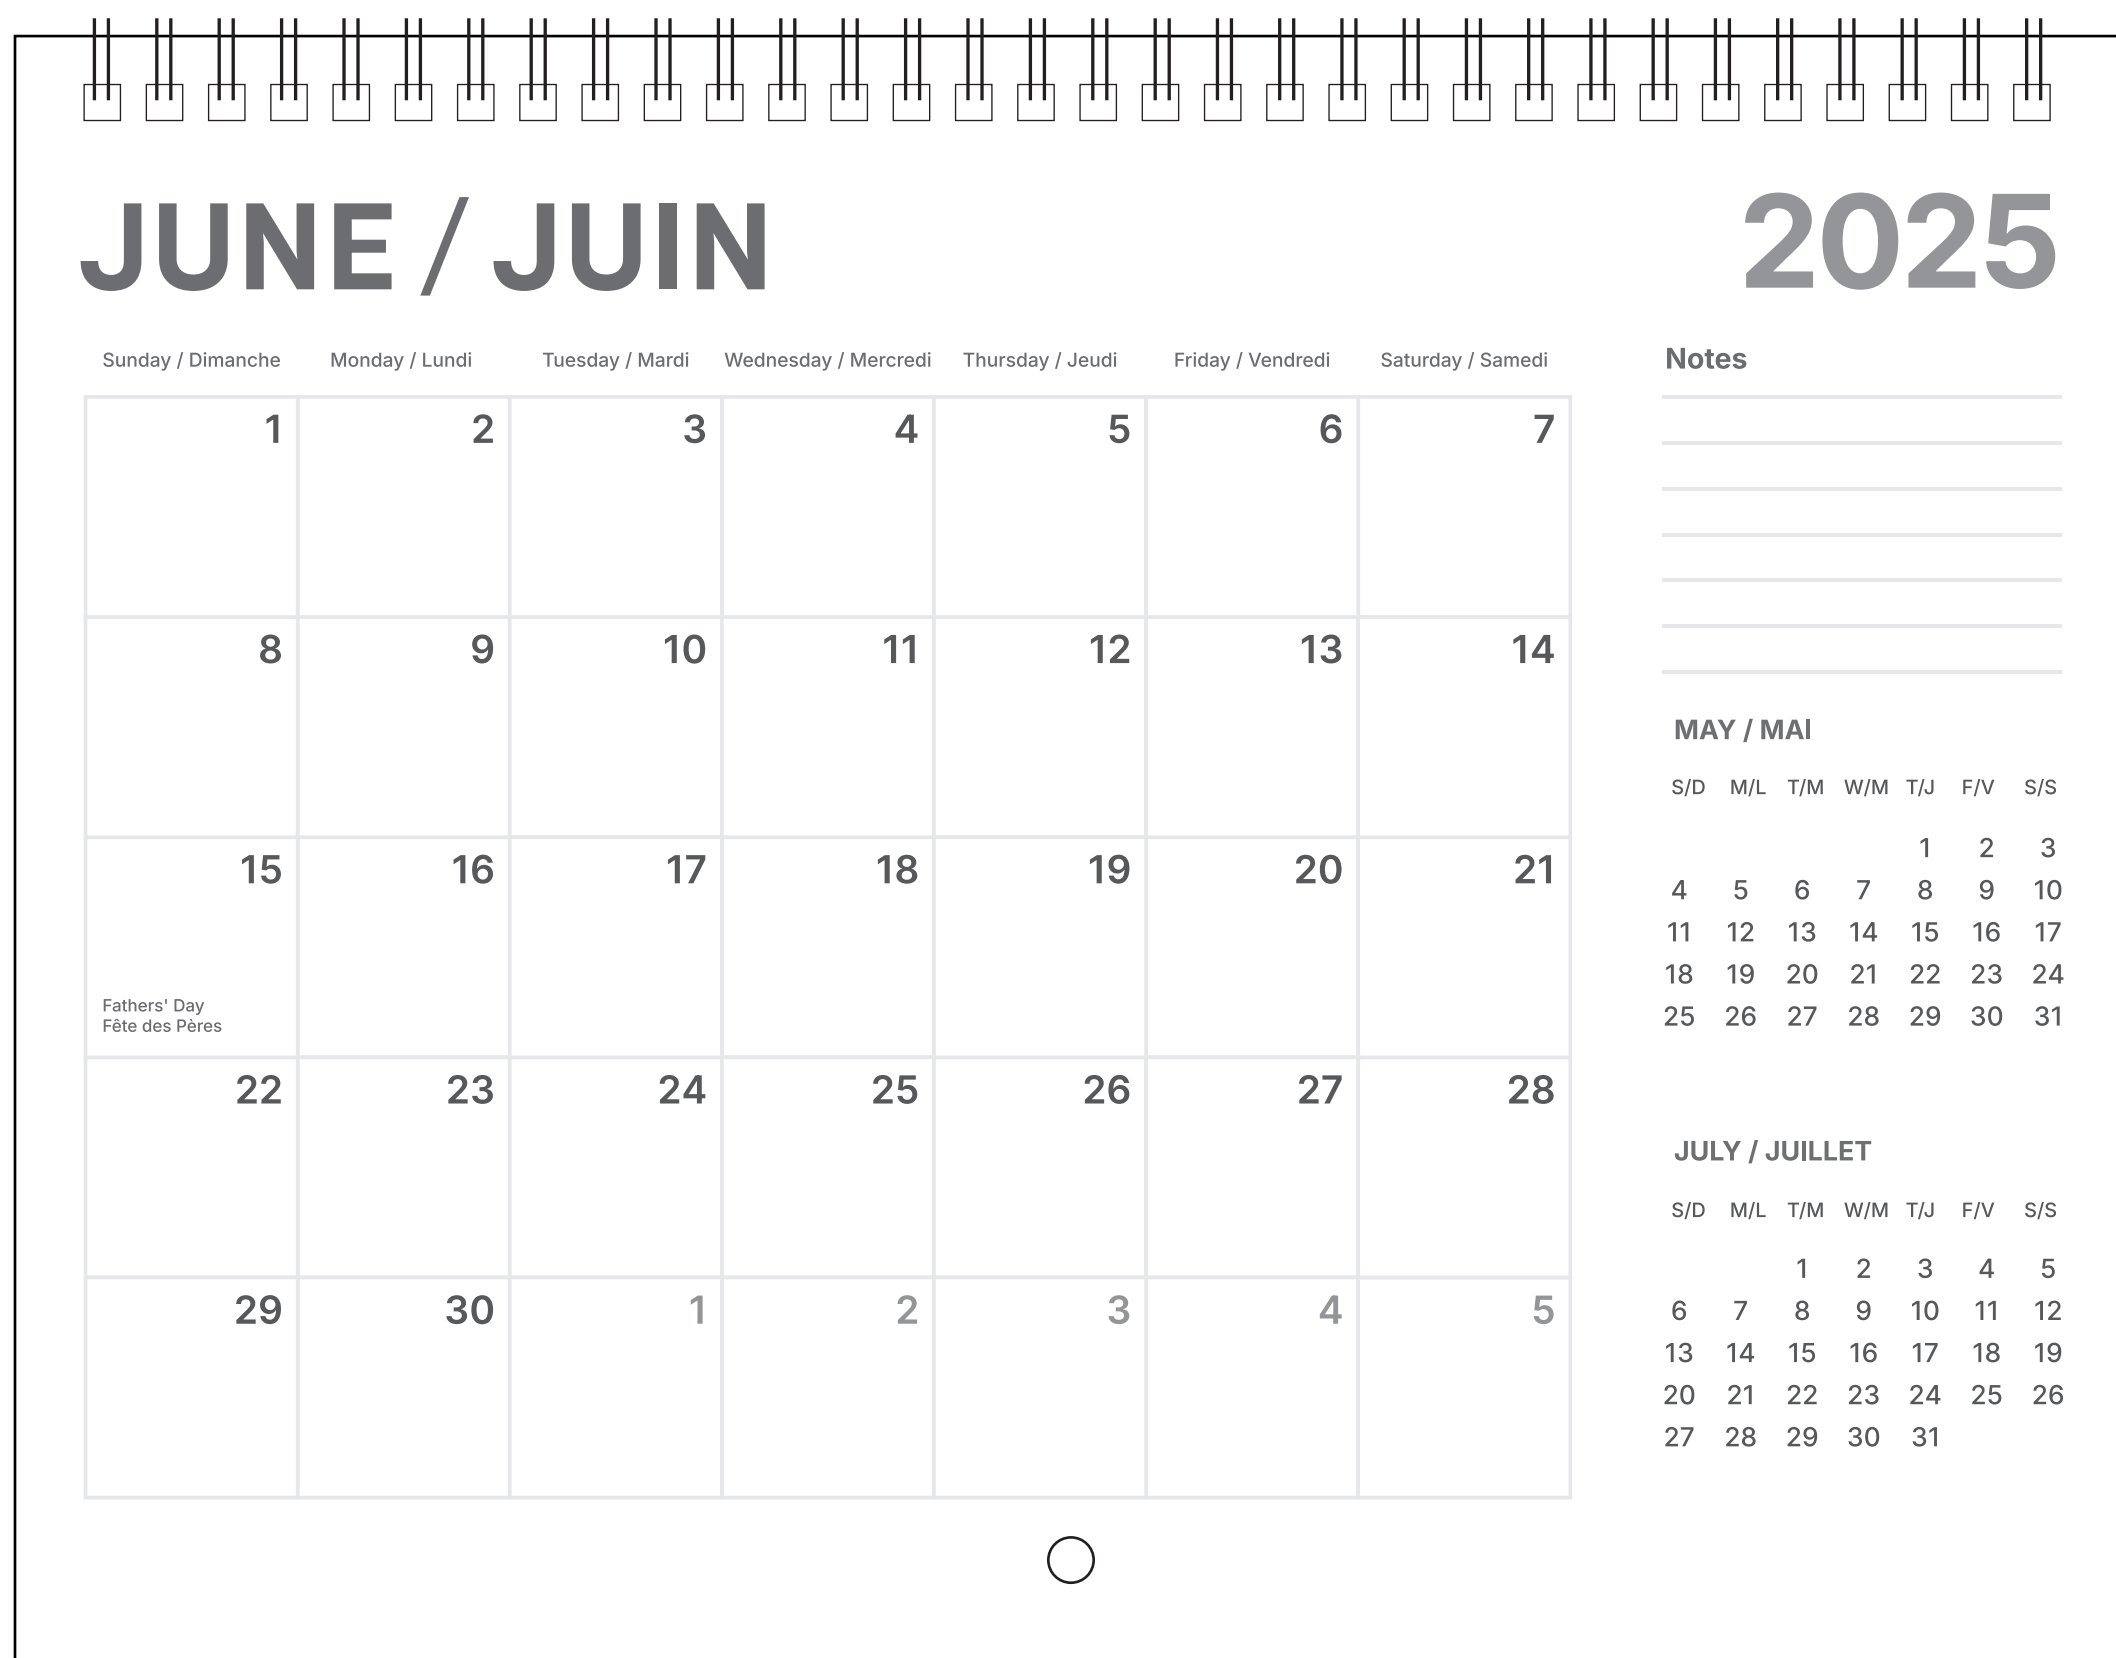 JUNE / JUIN
2025
Sunday / Dimanche Monday / Lundi Tuesday / Mardi Wednesday / Mercredi Thursday / Jeudi Friday / Vendredi Saturday / Samedi
1 2 3 4 5 6 7
8 9 10 11 12 13 14
15 16 17 18 19 20 21
Fathers' Day
Fête des Pères
22 23 24 25 26 27 28
29 30 1 2 3 4 5
Notes
MAY / MAI
S/D M/L T/M W/M T/J F/V S/S
1 2 3
4 5 6 7 8 9 10
11 12 13 14 15 16 17
18 19 20 21 22 23 24
25 26 27 28 29 30 31
JULY / JUILLET
S/D M/L T/M W/M T/J F/V S/S
1 2 3 4 5
6 7 8 9 10 11 12
13 14 15 16 17 18 19
20 21 22 23 24 25 26
27 28 29 30 31